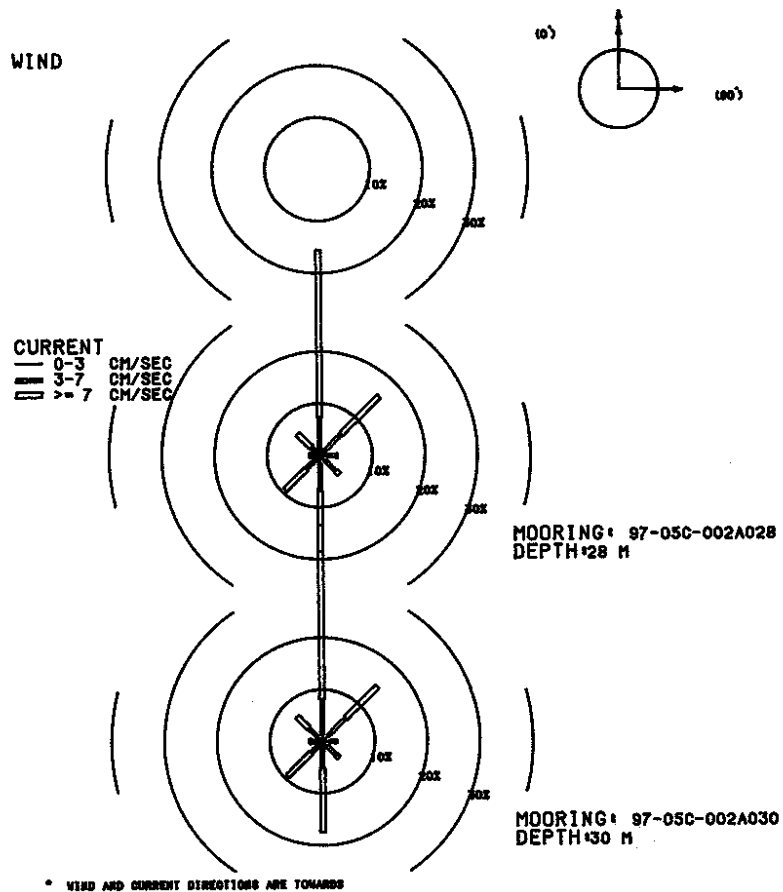 WIND
(0°)
(90°)
10%
20%
30%
CURRENT
0-3 CM/SEC
3-7 CM/SEC
>= 7 CM/SEC
10%
20%
30%
MOORING: 97-05C-002A028
DEPTH:28 M
10%
20%
30%
MOORING: 97-05C-002A030
DEPTH:30 M
* WIND AND CURRENT DIRECTIONS ARE TOWARDS